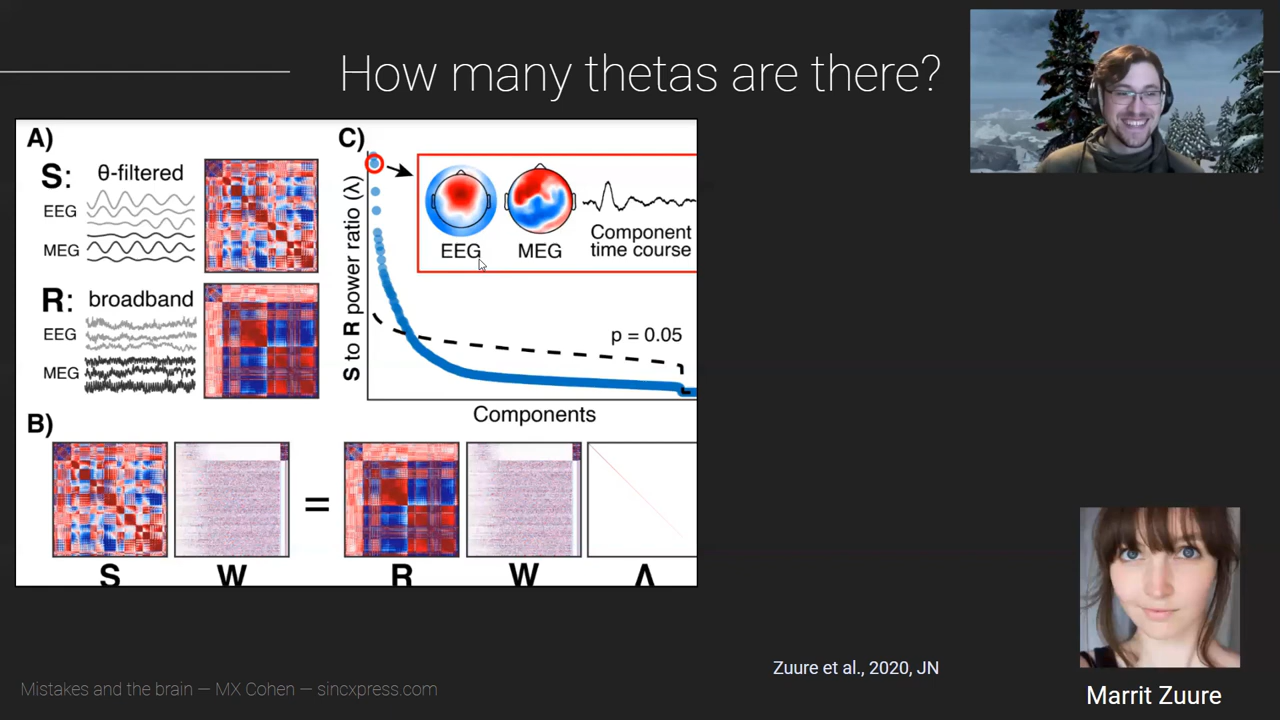 How many thetas are there?
A)
S:
θ-filtered
EEG
MEG
R:
broadband
EEG
MEG
C)
S to R power ratio (λ)
EEG
MEG
Component
time course
p = 0.05
Components
B)
S
W
=
R
W
Λ
Zuure et al., 2020, JN
Mistakes and the brain — MX Cohen — sincxpress.com
Marrit Zuure